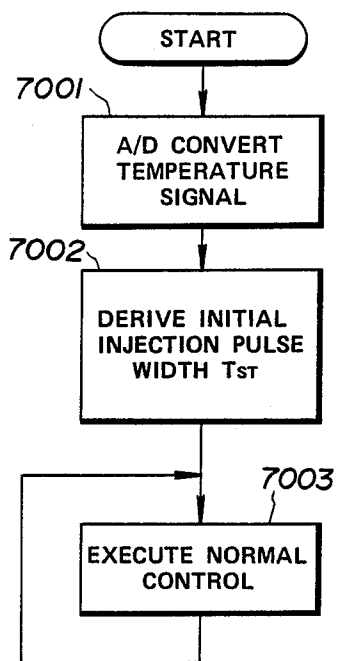 START
7001
A/D CONVERT
TEMPERATURE
SIGNAL
7002
DERIVE INITIAL
INJECTION PULSE
WIDTH TST
7003
EXECUTE NORMAL
CONTROL